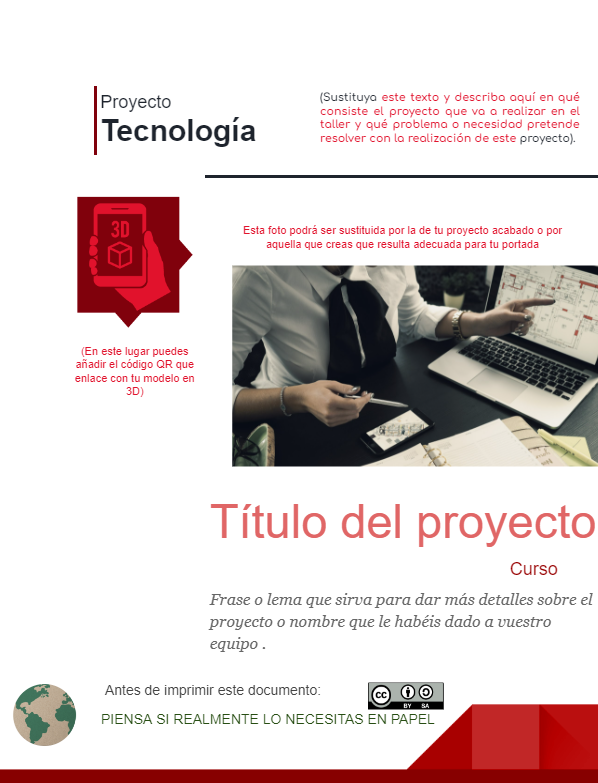 Proyecto
Tecnología
(Sustituya este texto y describa aquí en qué
consiste el proyecto que va a realizar en el
taller y qué problema o necesidad pretende
resolver con la realización de este proyecto).
3D
Esta foto podrá ser sustituida por la de tu proyecto acabado o por
aquella que creas que resulta adecuada para tu portada
(En este lugar puedes
añadir el código QR que
enlace con tu modelo en
3D)
Título del proyecto
Curso
Frase o lema que sirva para dar más detalles sobre el
proyecto o nombre que le habéis dado a vuestro
equipo .
Antes de imprimir este documento:
PIENSA SI REALMENTE LO NECESITAS EN PAPEL
cc BY SA